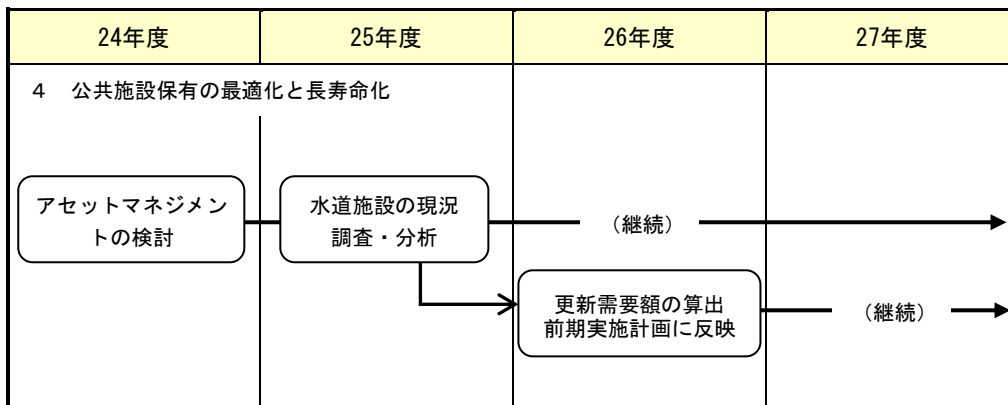 24年度
25年度
26年度
27年度
４　公共施設保有の最適化と長寿命化
アセットマネジメン
トの検討
水道施設の現況
調査・分析
（継続）
更新需要額の算出
前期実施計画に反映
（継続）